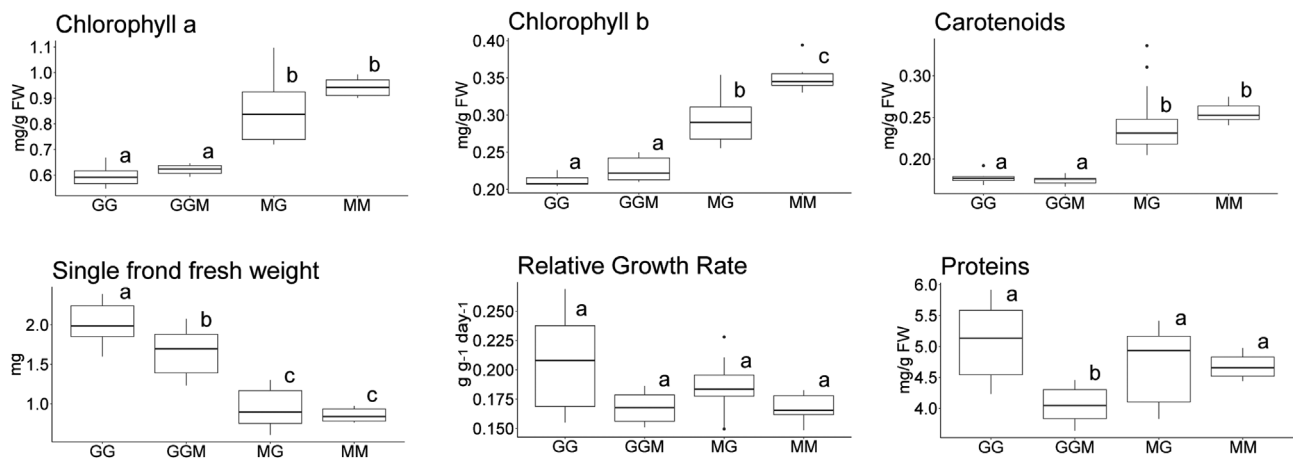 Chlorophyll a
mg/g FW
1.1
1.0
0.9
0.8
0.7
0.6
a
a
b
b
GG
GGM
MG
MM
Chlorophyll b
mg/g FW
0.40
0.35
0.30
0.25
0.20
a
a
b
c
GG
GGM
MG
MM
Carotenoids
mg/g FW
0.30
0.25
0.20
a
a
b
b
GG
GGM
MG
MM
Single frond fresh weight
mg
2.0
1.5
1.0
a
b
c
c
GG
GGM
MG
MM
Relative Growth Rate
g g-1 day-1
0.250
0.225
0.200
0.175
0.150
a
a
a
a
GG
GGM
MG
MM
Proteins
mg/g FW
6.0
5.0
4.5
4.0
a
b
a
a
GG
GGM
MG
MM